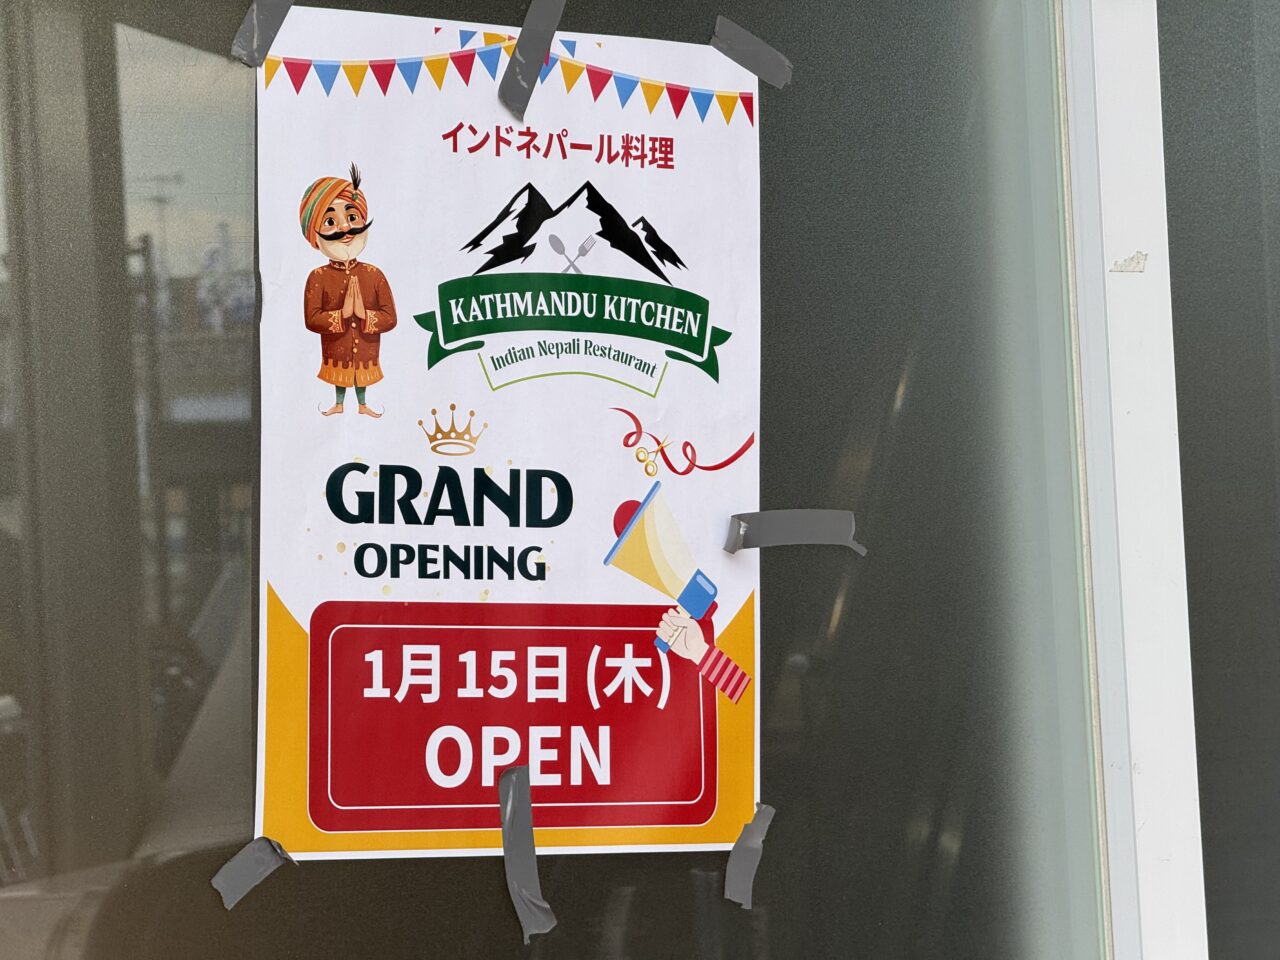 インドネパール料理
KATHMANDU KITCHEN
Indian Nepali Restaurant
GRAND
OPENING
1月15日(木)
OPEN